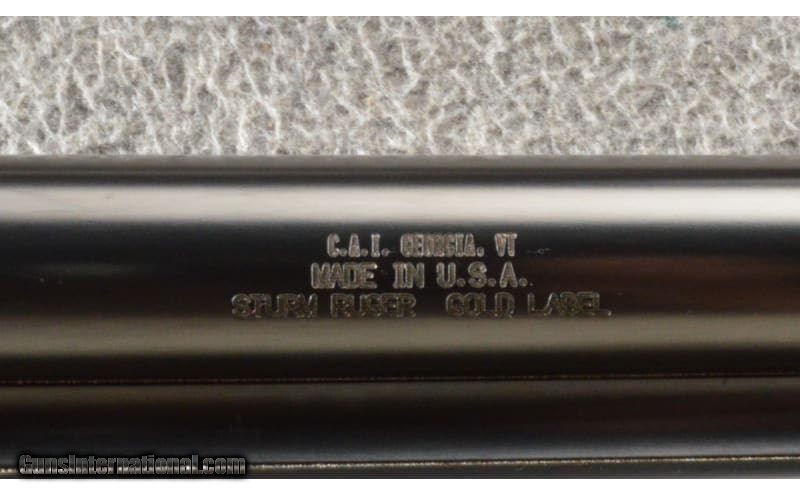 C.A.I. GEORGIA. VT
MADE IN U.S.A.
STURM RUGER GOLD LABEL
GunsInternational.com